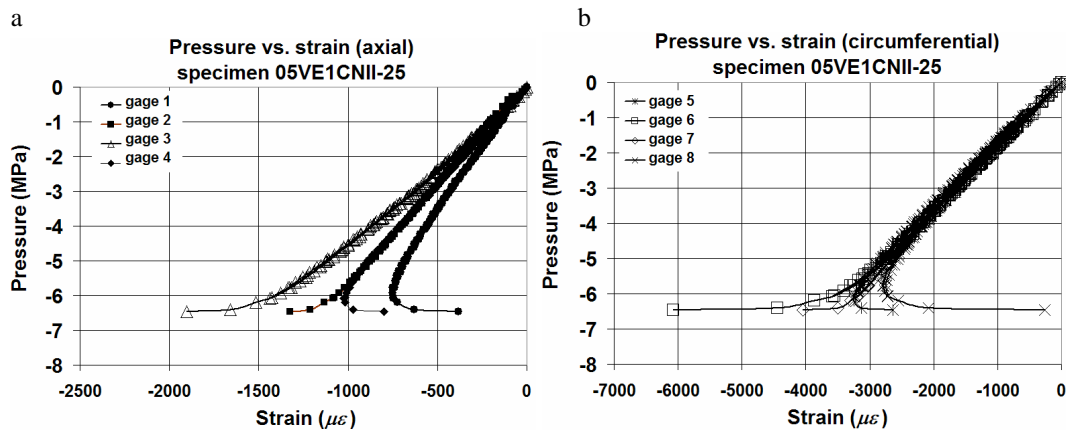 a
Pressure vs. strain (axial)
specimen 05VE1CNII-25
0
-1
-2
-3
-4
-5
-6
-7
-8
Pressure (MPa)
gage 1
gage 2
gage 3
gage 4
-2500
-2000
-1500
-1000
-500
0
Strain (με)
b
Pressure vs. strain (circumferential)
specimen 05VE1CNII-25
0
-1
-2
-3
-4
-5
-6
-7
-8
Pressure (MPa)
gage 5
gage 6
gage 7
gage 8
-7000
-6000
-5000
-4000
-3000
-2000
-1000
0
Strain (με)